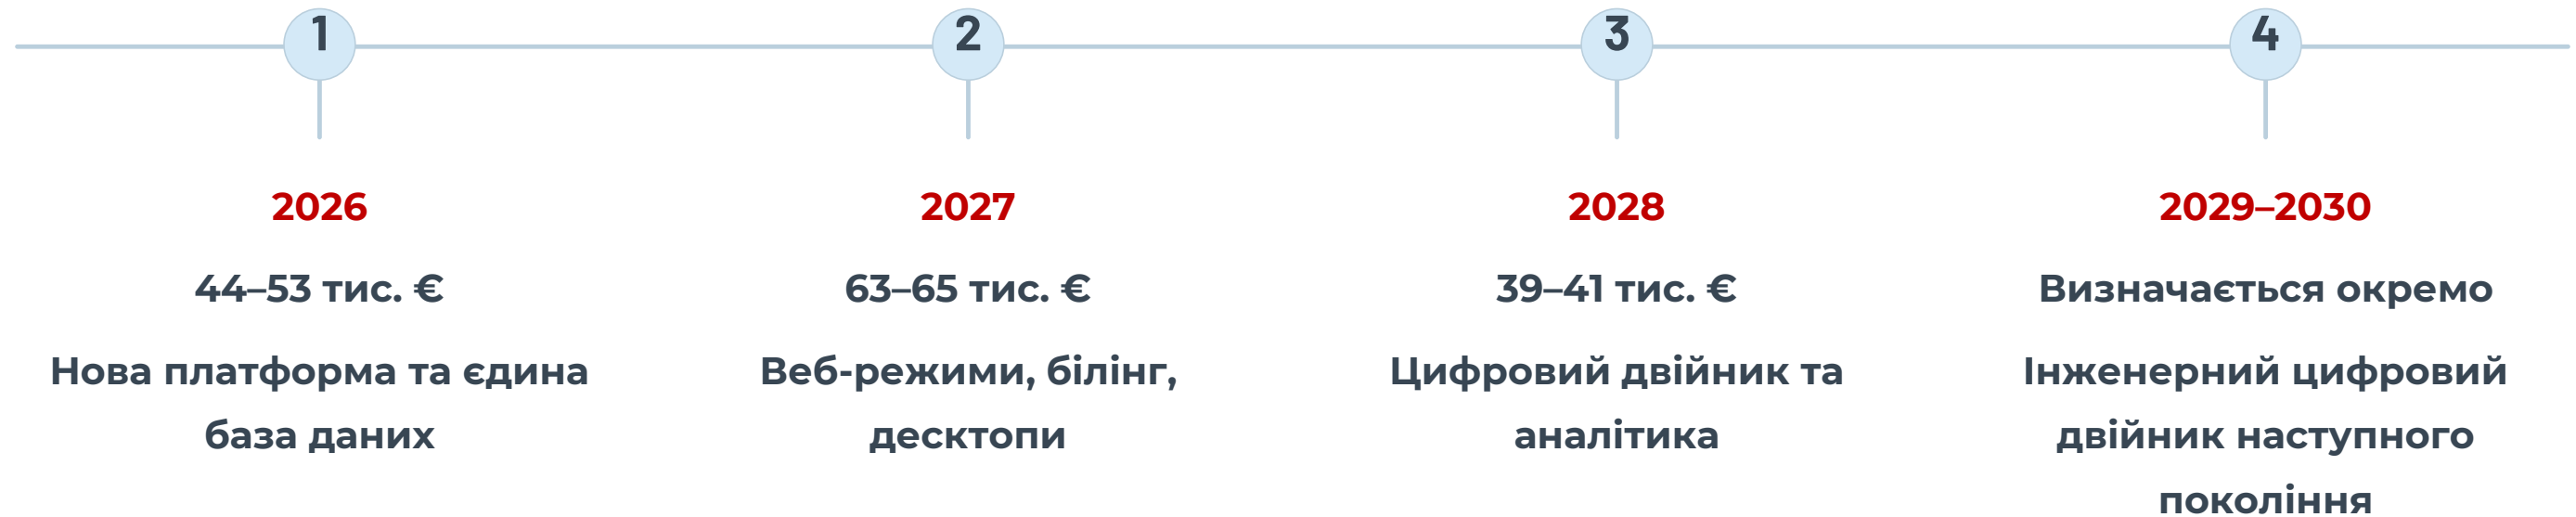 1
2026
44–53 тис. €
Нова платформа та єдина
база даних
2
2027
63–65 тис. €
Веб-режими, білінг,
десктопи
3
2028
39–41 тис. €
Цифровий двійник та
аналітика
4
2029–2030
Визначається окремо
Інженерний цифровий
двійник наступного
покоління